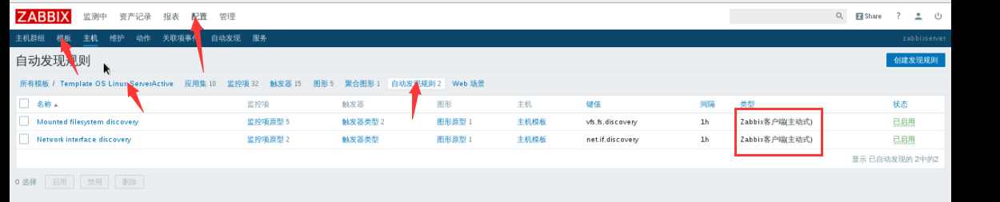 ZABBIX 监测中 资产记录 报表 配置 管理 Z Share ?
主机群组 模板 主机 维护 动作 关联项事件 自动发现 服务 zabbixserver
自动发现规则 创建发现规则
所有模板 / Template OS Linux ServerActive 应用集 10 监控项 32 触发器 15 图形 5 聚合图形 1 自动发现规则 2 Web 场景
名称 监控项 触发器 图形 主机 键值 间隔 类型 状态
Mounted filesystem discovery 监控项原型 5 触发器类型 2 图形原型 1 主机模板 vfs.fs.discovery 1h Zabbix客户端(主动式) 已启用
Network interface discovery 监控项原型 2 触发器类型 图形原型 1 主机模板 net.if.discovery 1h Zabbix客户端(主动式) 已启用
显示 已自动发现的 2中的2
0 选择 启用 禁用 删除